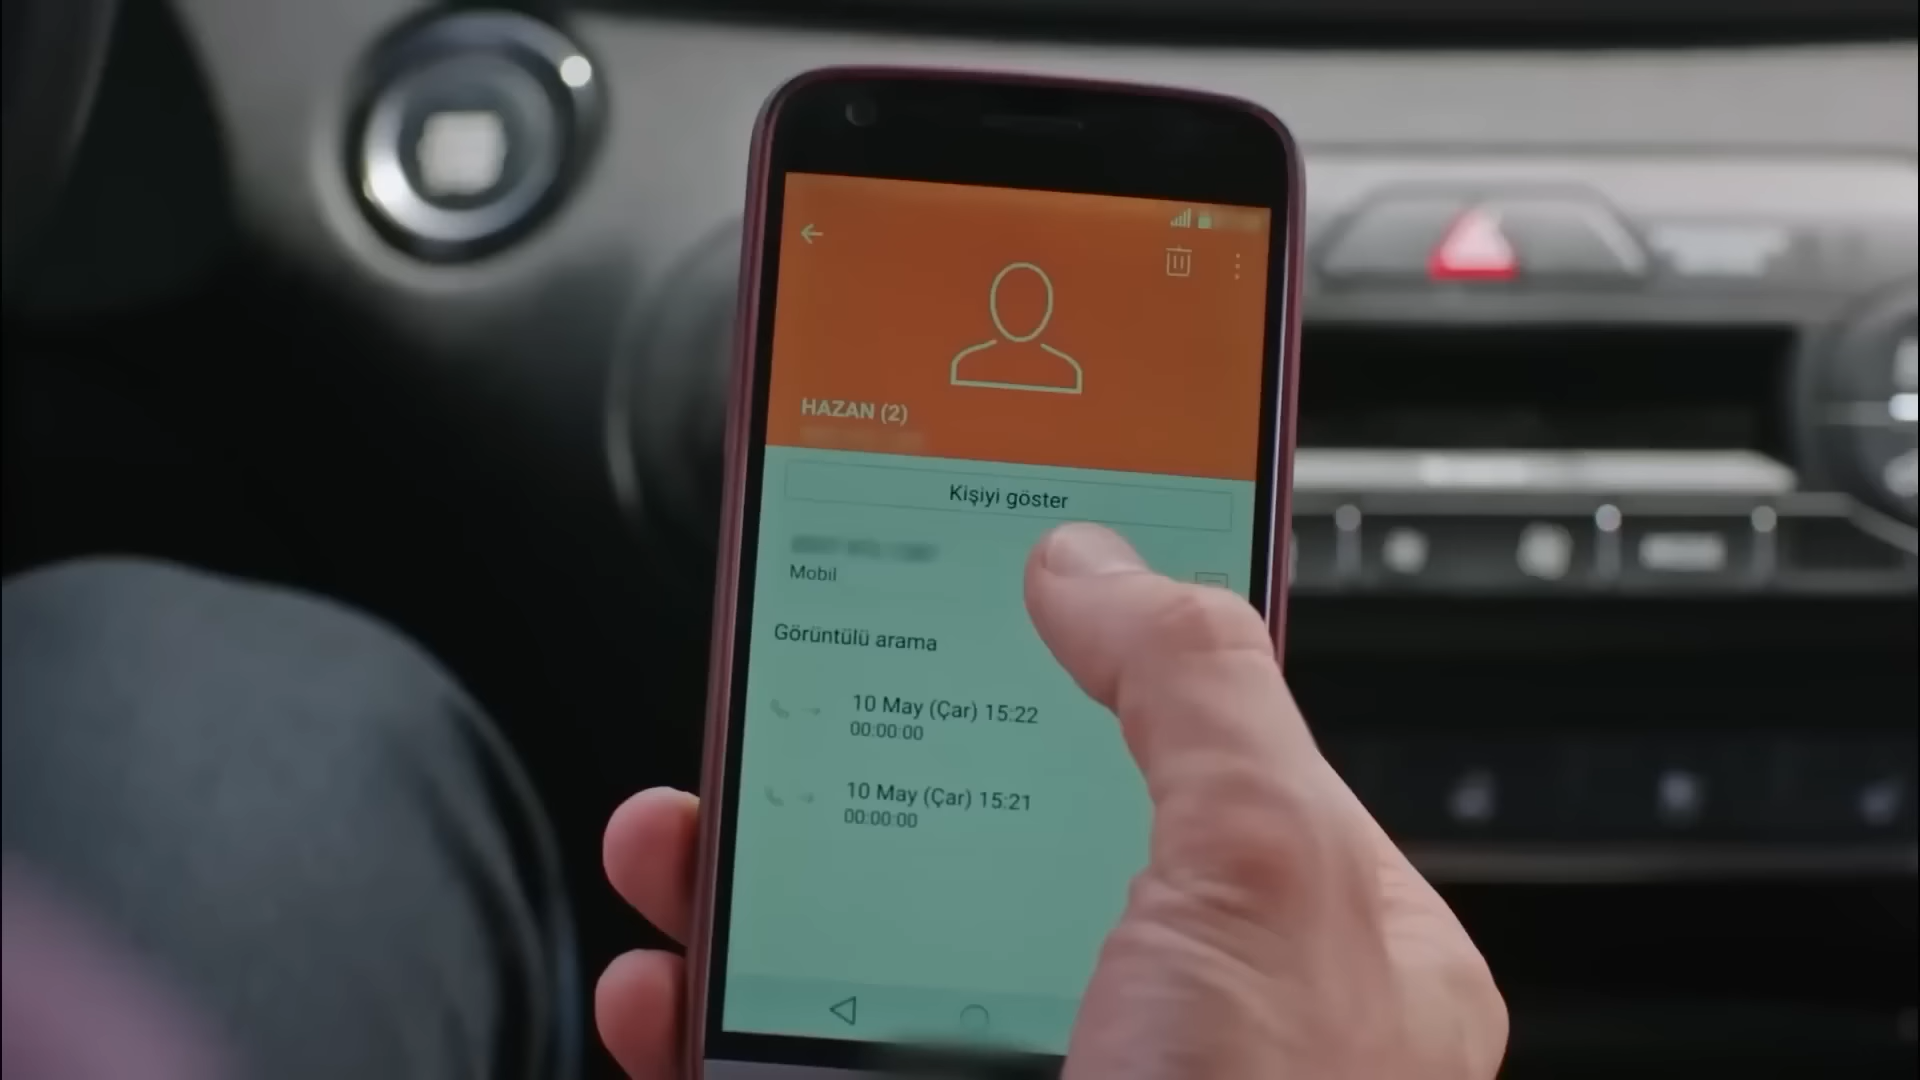 HAZAN (2)
Kişiyi göster
Mobil
Görüntülü arama
10 May (Çar) 15:22
00:00:00
10 May (Çar) 15:21
00:00:00